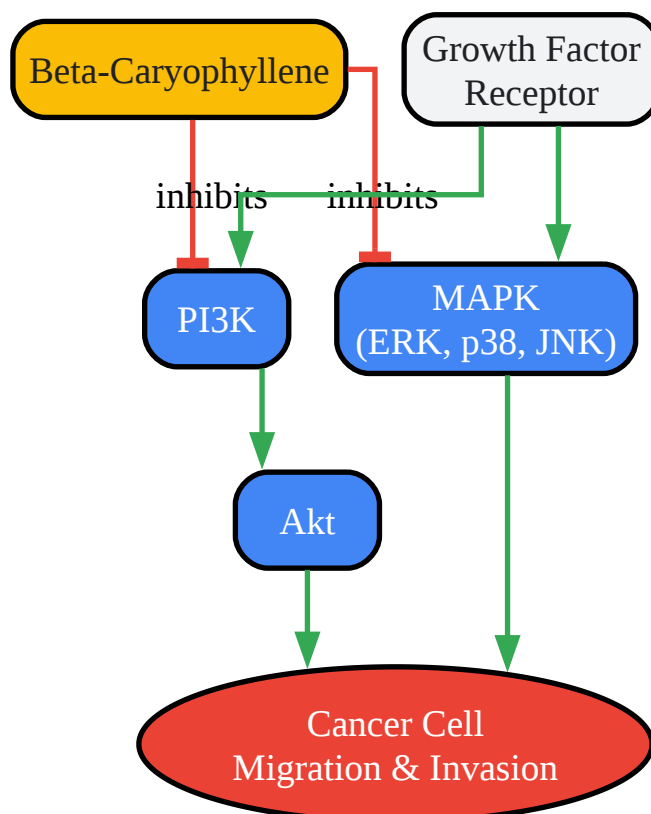 Beta-Caryophyllene
Growth Factor
Receptor
inhibits
inhibits
PI3K
MAPK
(ERK, p38, JNK)
Akt
Cancer Cell
Migration & Invasion